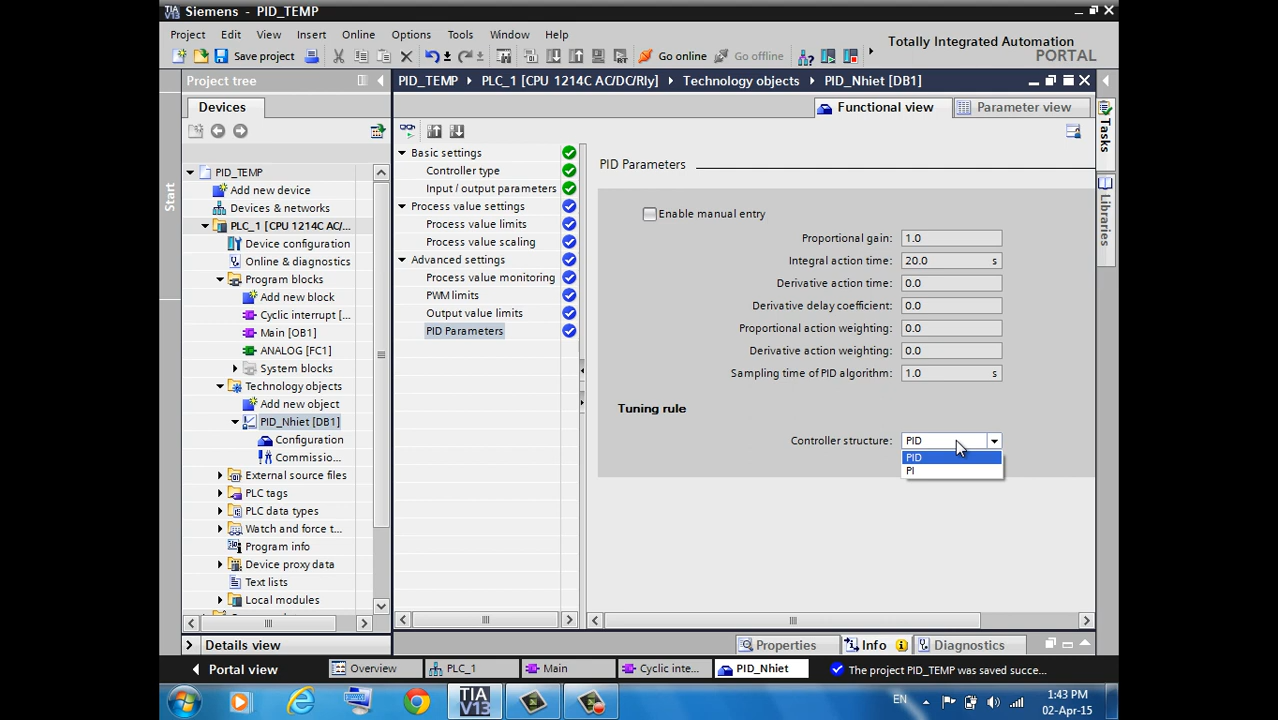 Siemens - PID_TEMP
TIA
V13
Project Edit View Insert Online Options Tools Window Help
Save project
Go online
Go offline
Totally Integrated Automation
PORTAL
Project tree
PID_TEMP
PLC_1 [CPU 1214C AC/DC/Rly]
Technology objects
PID_Nhiet [DB1]
Devices
Functional view
Parameter view
Start
PID_TEMP
Add new device
Devices & networks
PLC_1 [CPU 1214C AC/...
Device configuration
Online & diagnostics
Program blocks
Add new block
Cyclic interrupt [...
Main [OB1]
ANALOG [FC1]
System blocks
Technology objects
Add new object
PID_Nhiet [DB1]
Configuration
Commissio...
External source files
PLC tags
PLC data types
Watch and force t...
Program info
Device proxy data
Text lists
Local modules
Details view
Basic settings
Controller type
Input / output parameters
Process value settings
Process value limits
Process value scaling
Advanced settings
Process value monitoring
PWM limits
Output value limits
PID Parameters
PID Parameters
Enable manual entry
Proportional gain: 1.0
Integral action time: 20.0 s
Derivative action time: 0.0
Derivative delay coefficient: 0.0
Proportional action weighting: 0.0
Derivative action weighting: 0.0
Sampling time of PID algorithm: 1.0 s
Tuning rule
Controller structure: PID
PID
PI
Tasks
Libraries
Properties
Info
Diagnostics
Portal view
Overview
PLC_1
Main
Cyclic inte...
PID_Nhiet
The project PID_TEMP was saved succe...
TIA
V13
EN
1:43 PM
02-Apr-15